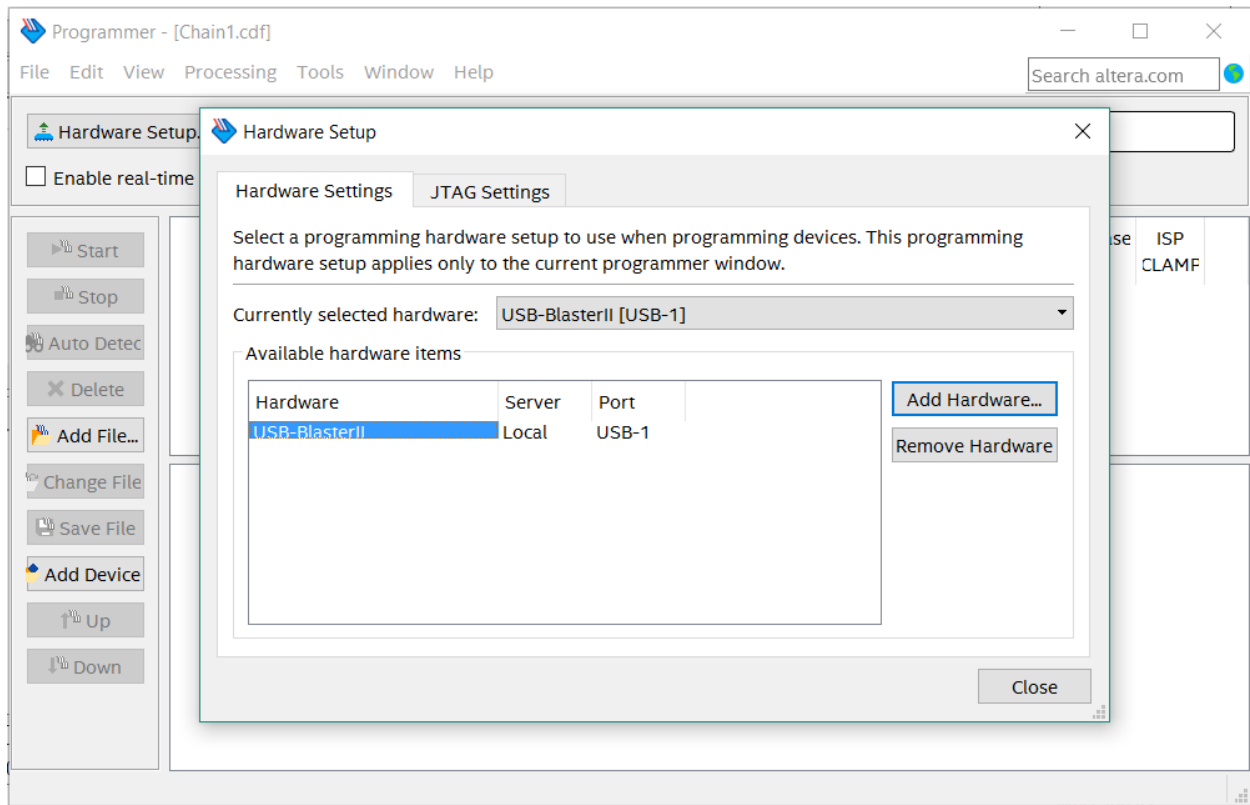 Programmer - [Chain1.cdf]
File Edit View Processing Tools Window Help
Search altera.com
Hardware Setup.
Enable real-time
Start
Stop
Auto Detec
Delete
Add File...
Change File
Save File
Add Device
Up
Down
ISP
CLAMP
Hardware Setup
Hardware Settings JTAG Settings
Select a programming hardware setup to use when programming devices. This programming
hardware setup applies only to the current programmer window.
Currently selected hardware: USB-BlasterII [USB-1]
Available hardware items
Hardware Server Port
USB-BlasterII Local USB-1
Add Hardware...
Remove Hardware
Close